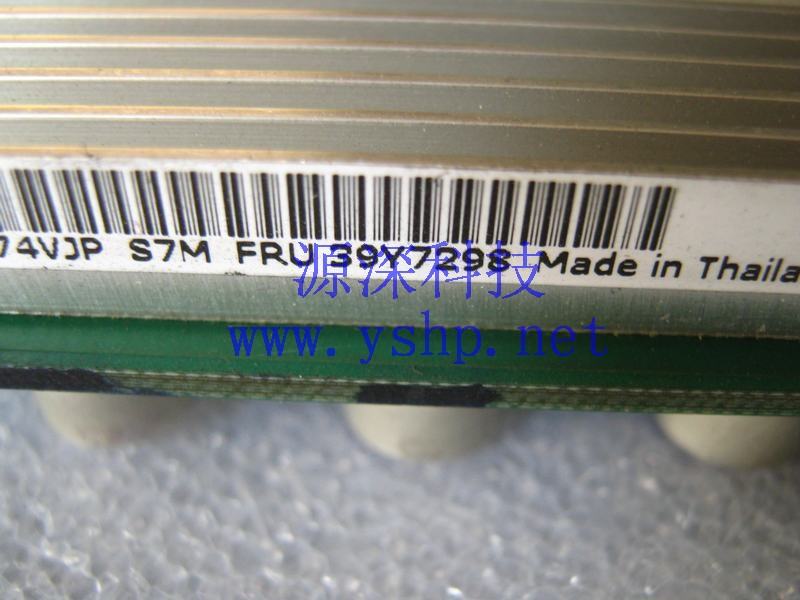 74VJP S7M FRU 39Y7298 Made in Thaila
源深科技
www.yshp.net